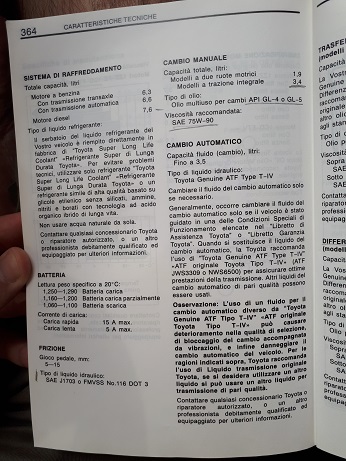 364 CARATTERISTICHE TECNICHE
SISTEMA DI RAFFREDDAMENTO
Totale capacità, litri
Motore a benzina
Con trasmissione 6,3
Con trasmissione automatica 6,6
Motore diesel 7,6
Tipo di liquido refrigerante:
Il serbatoio del liquido refrigerante del
Vostro veicolo è riempito direttamente in
fabbrica di "Toyota Super Long Life
Coolant" «Refrigerante Super di Lunga
Durata Toyota». Per evitare problemi
tecnici, utilizzare solo refrigerante "Toyota
Super Long Life Coolant" «Refrigerante
Super di Lunga Durata Toyota» o un
refrigerante simile di alta qualità basato su
glicole etilenico senza silicati, ammine,
nitriti e borati con tecnologia ad acido
organico ibrido di lunga vita.
Non usare acqua naturale da sola.
Contattare qualsiasi concessionario Toyota
o riparatore autorizzato, o un altro
professionista debitamente qualificato ed
equipaggiato per ulteriori informazioni.
BATTERIA
Lettura peso specifico a 20°C:
1,250—1,290 Batteria carica
1,160—1,200 Batteria carica parzialmente
1,060—1,100 Batteria scarica
Corrente di carica:
Carica rapida 15 A max.
Carica lenta 5 A max.
FRIZIONE
Gioco pedale, mm:
5—15
Tipo di liquido idraulico:
SAE J1703 o FMVSS No.116 DOT 3
CAMBIO MANUALE
Capacità totale, litri:
Modelli a due ruote motrici 1,9
Modelli a trazione integrale 3,4
Tipo di olio:
Olio multiuso per cambi API GL-4 o GL-5
Viscosità raccomandata:
SAE 75W-90
CAMBIO AUTOMATICO
Capacità fluido (cambio), litri:
Fino a 3,5
Tipo di liquido idraulico:
Toyota Genuine ATF Type T-IV
Cambiare il fluido del cambio automatico solo
se necessario.
Generalmente, occorre cambiare il fluido del
cambio automatico solo se il veicolo è stato
guidato in una delle Condizioni Speciali di
Funzionamento elencate nel "Libretto di
Assistenza Toyota" o "Libretto Garanzia
Toyota". Quando si sostituisce il liquido del
cambio automatico, la Toyota raccomanda
l'uso di "Toyota Genuine ATF Type T-IV"
«ATF originale Toyota Tipo T-IV» (ATF
JWS3309 o NWS6500) per assicurare ottime
prestazioni della trasmissione. Altri liquidi del
cambio automatico di pari qualità possono
essere usati.
Osservazione: L'uso di un fluido per il
cambio automatico diverso da "Toyota
Genuine ATF Type T-IV" «ATF originale
Toyota Tipo T-IV» può causare
deterioramento nella qualità di selezione,
di bloccaggio del cambio accompagnata
da vibrazioni, e infine danneggiare il
cambio automatico del veicolo. Per le
ragioni indicati sopra, Toyota raccomanda
l'uso di Liquido trasmissione originale
Toyota, se si desidera utilizzare un altro
liquido si può usare un altro liquido per
trasmissione di pari qualità.
Contattare qualsiasi concessionario Toyota o
riparatore autorizzato, o un altro
professionista debitamente qualificato ed
equipaggiato per ulteriori informazioni.